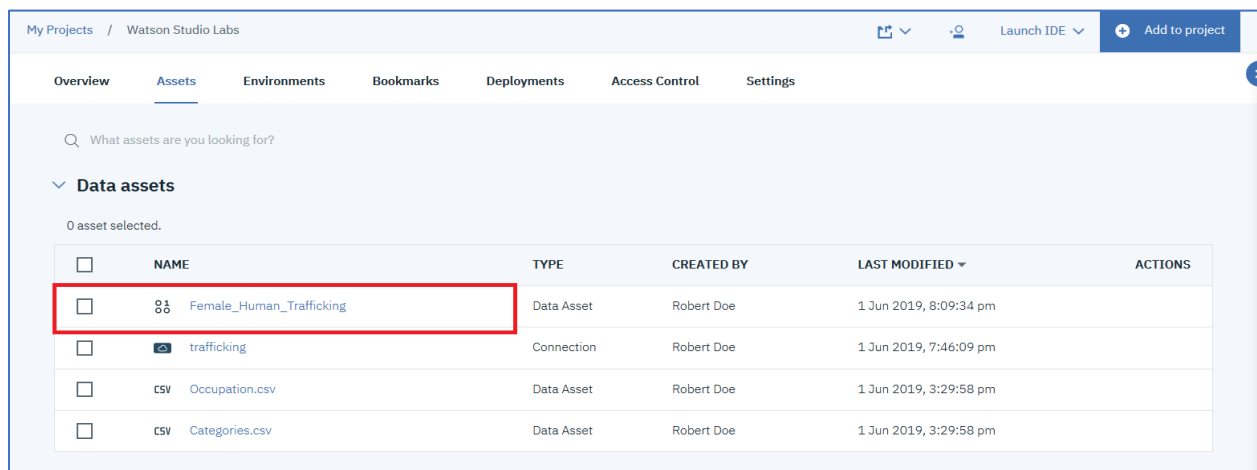 My Projects / Watson Studio Labs Launch IDE Add to project
Overview Assets Environments Bookmarks Deployments Access Control Settings
What assets are you looking for?
Data assets
0 asset selected.
NAME TYPE CREATED BY LAST MODIFIED ACTIONS
Female_Human_Trafficking Data Asset Robert Doe 1 Jun 2019, 8:09:34 pm
trafficking Connection Robert Doe 1 Jun 2019, 7:46:09 pm
CSV Occupation.csv Data Asset Robert Doe 1 Jun 2019, 3:29:58 pm
CSV Categories.csv Data Asset Robert Doe 1 Jun 2019, 3:29:58 pm